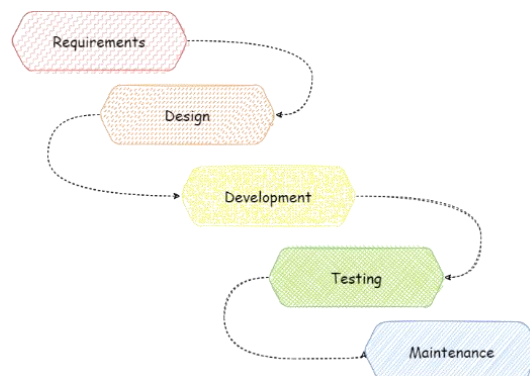 Requirements
Design
Development
Testing
Maintenance